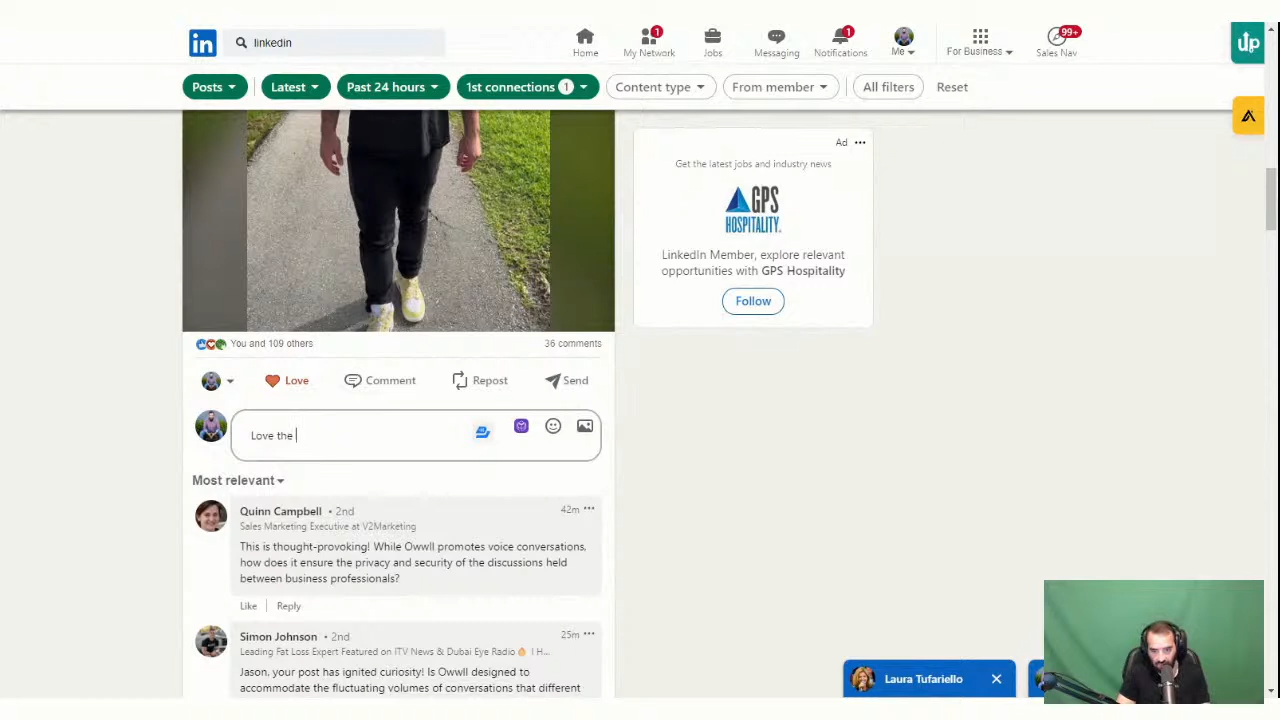 in
linkedin
1
1
99+
Home
My Network
Jobs
Messaging
Notifications
Me
For Business
Sales Nav
Posts
Latest
Past 24 hours
1st connections 1
Content type
From member
All filters
Reset
Ad
Get the latest jobs and industry news
GPS
HOSPITALITY.
LinkedIn Member, explore relevant
opportunities with GPS Hospitality
Follow
You and 109 others
36 comments
Love
Comment
Repost
Send
Love the
Most relevant
Quinn Campbell • 2nd
42m
Sales Marketing Executive at V2Marketing
This is thought-provoking! While Owwll promotes voice conversations,
how does it ensure the privacy and security of the discussions held
between business professionals?
Like
Reply
Simon Johnson • 2nd
25m
Leading Fat Loss Expert Featured on ITV News & Dubai Eye Radio 🔥 I H...
Jason, your post has ignited curiosity! Is Owwll designed to
accommodate the fluctuating volumes of conversations that different
Laura Tufariello